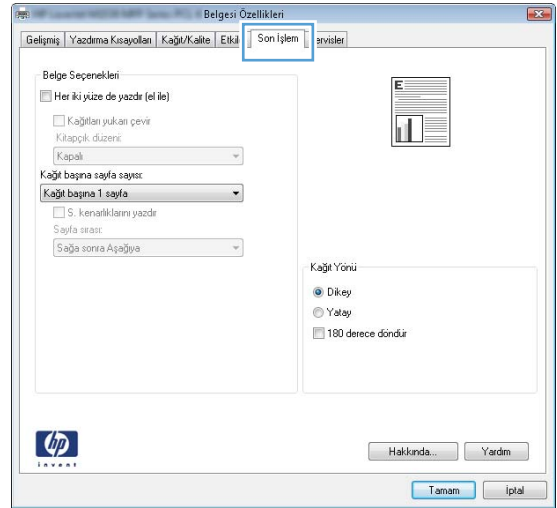 Belgesi Özellikleri
Gelişmiş
Yazdırma Kısayolları
Kağıt/Kalite
Son İşlem
Belge Seçenekleri
Her iki yüze de yazdır (el ile)
Kağıtları yukarı çevir
Kitapçık düzeni:
Kapalı
Kağıt başına sayfa sayısı:
Kağıt başına 1 sayfa
S. kenarlıklarını yazdır
Sayfa sırası:
Sağa sonra Aşağıya
E
Kağıt Yönü
Dikey
Yatay
180 derece döndür
hp
invent
Hakkında...
Yardım
Tamam
İptal